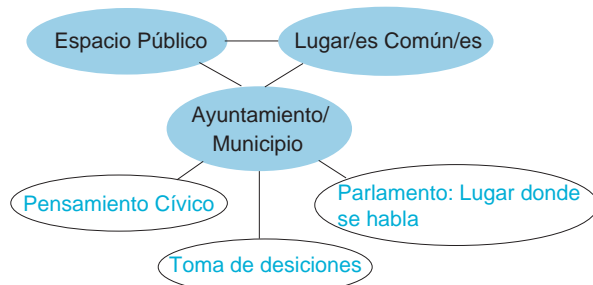 Espacio Público
Lugar/es Común/es
Ayuntamiento/
Municipio
Pensamiento Cívico
Parlamento: Lugar donde
se habla
Toma de desiciones